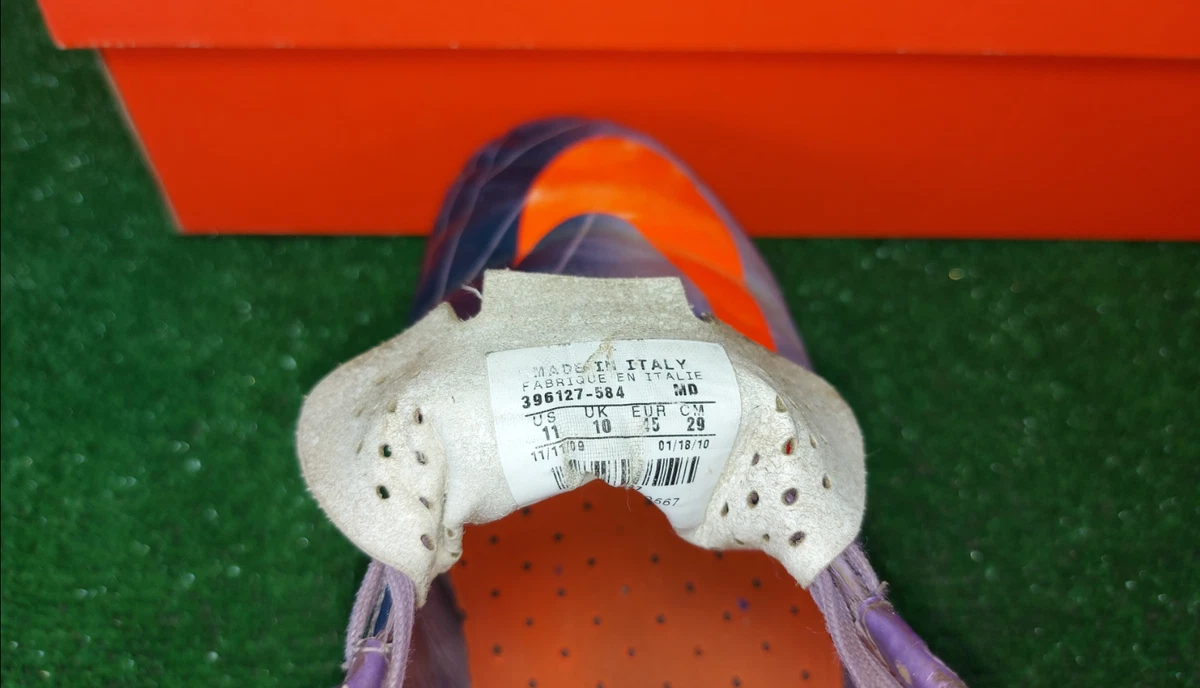 MADE IN ITALY
FABRIQUE EN ITALIE
396127-584 MD
US UK EUR CM
11 10 45 29
11/11/09 01/18/10